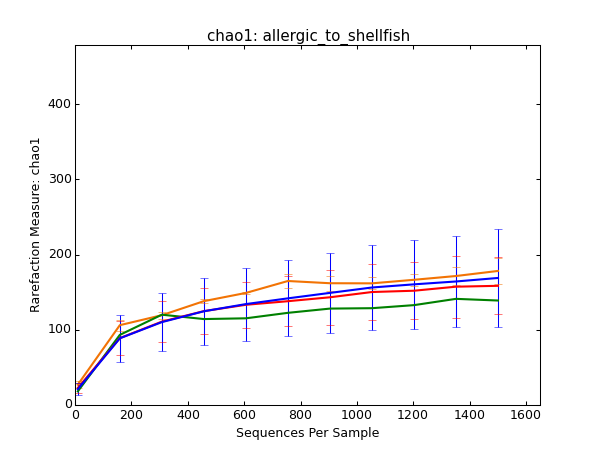 chao1: allergic_to_shellfish
Rarefaction Measure: chao1
400
300
200
100
0
0 200 400 600 800 1000 1200 1400 1600
Sequences Per Sample